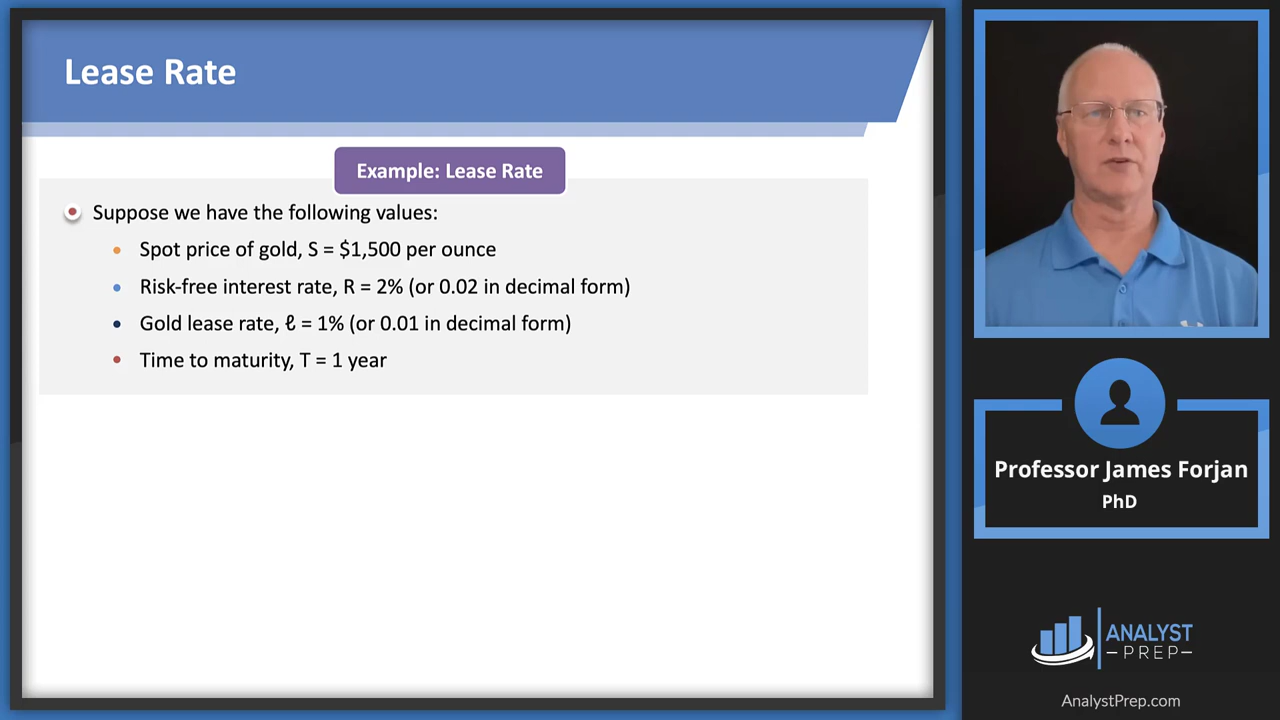 Lease Rate
Example: Lease Rate
Suppose we have the following values:
Spot price of gold, S = $1,500 per ounce
Risk-free interest rate, R = 2% (or 0.02 in decimal form)
Gold lease rate, ℓ = 1% (or 0.01 in decimal form)
Time to maturity, T = 1 year
Professor James Forjan
PhD
ANALYST
PREP
AnalystPrep.com